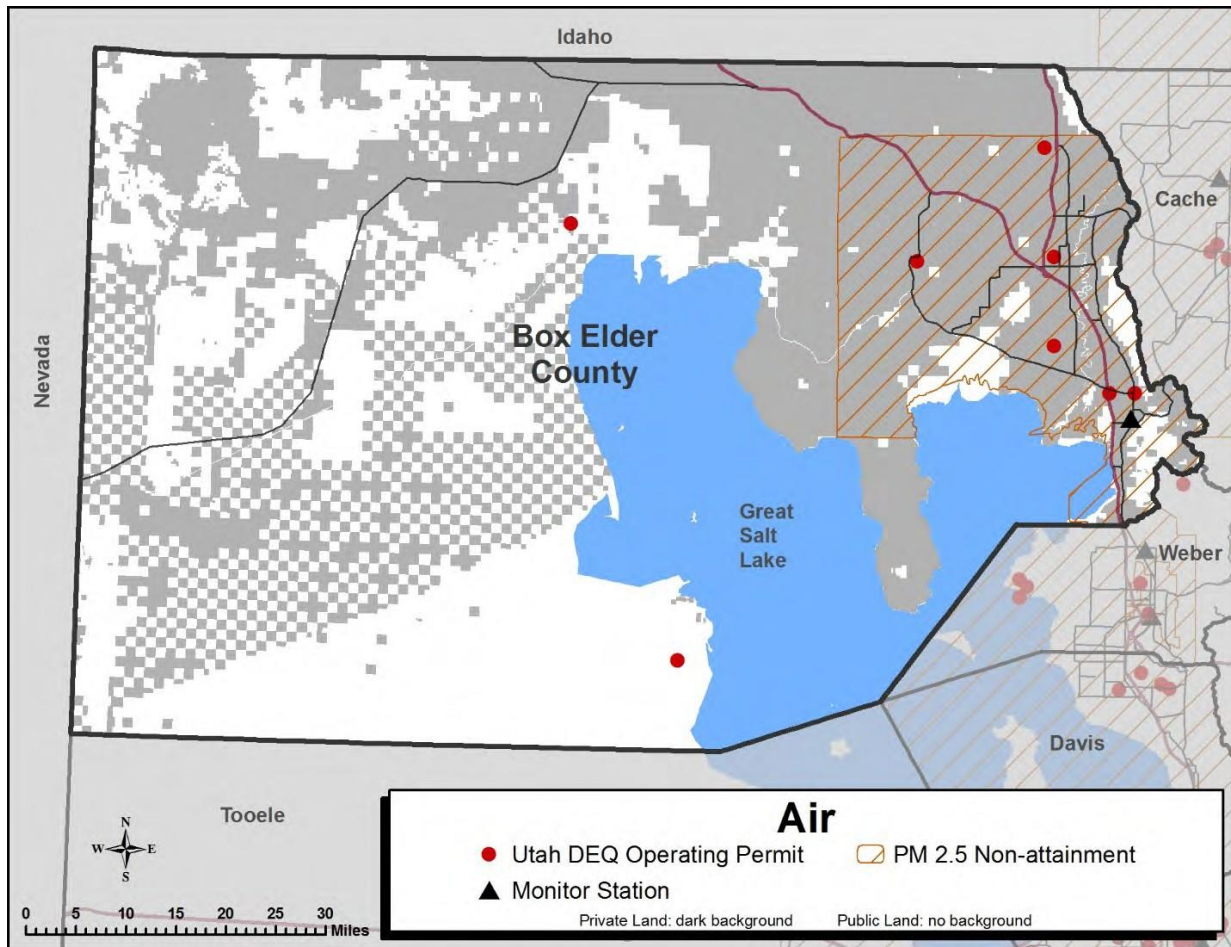 Idaho
Cache
Nevada
Box Elder
County
Great
Salt
Lake
Weber
Davis
Tooele
N
W
E
S
0 5 10 15 20 25 30
Miles
Air
Utah DEQ Operating Permit
PM 2.5 Non-attainment
Monitor Station
Private Land: dark background
Public Land: no background